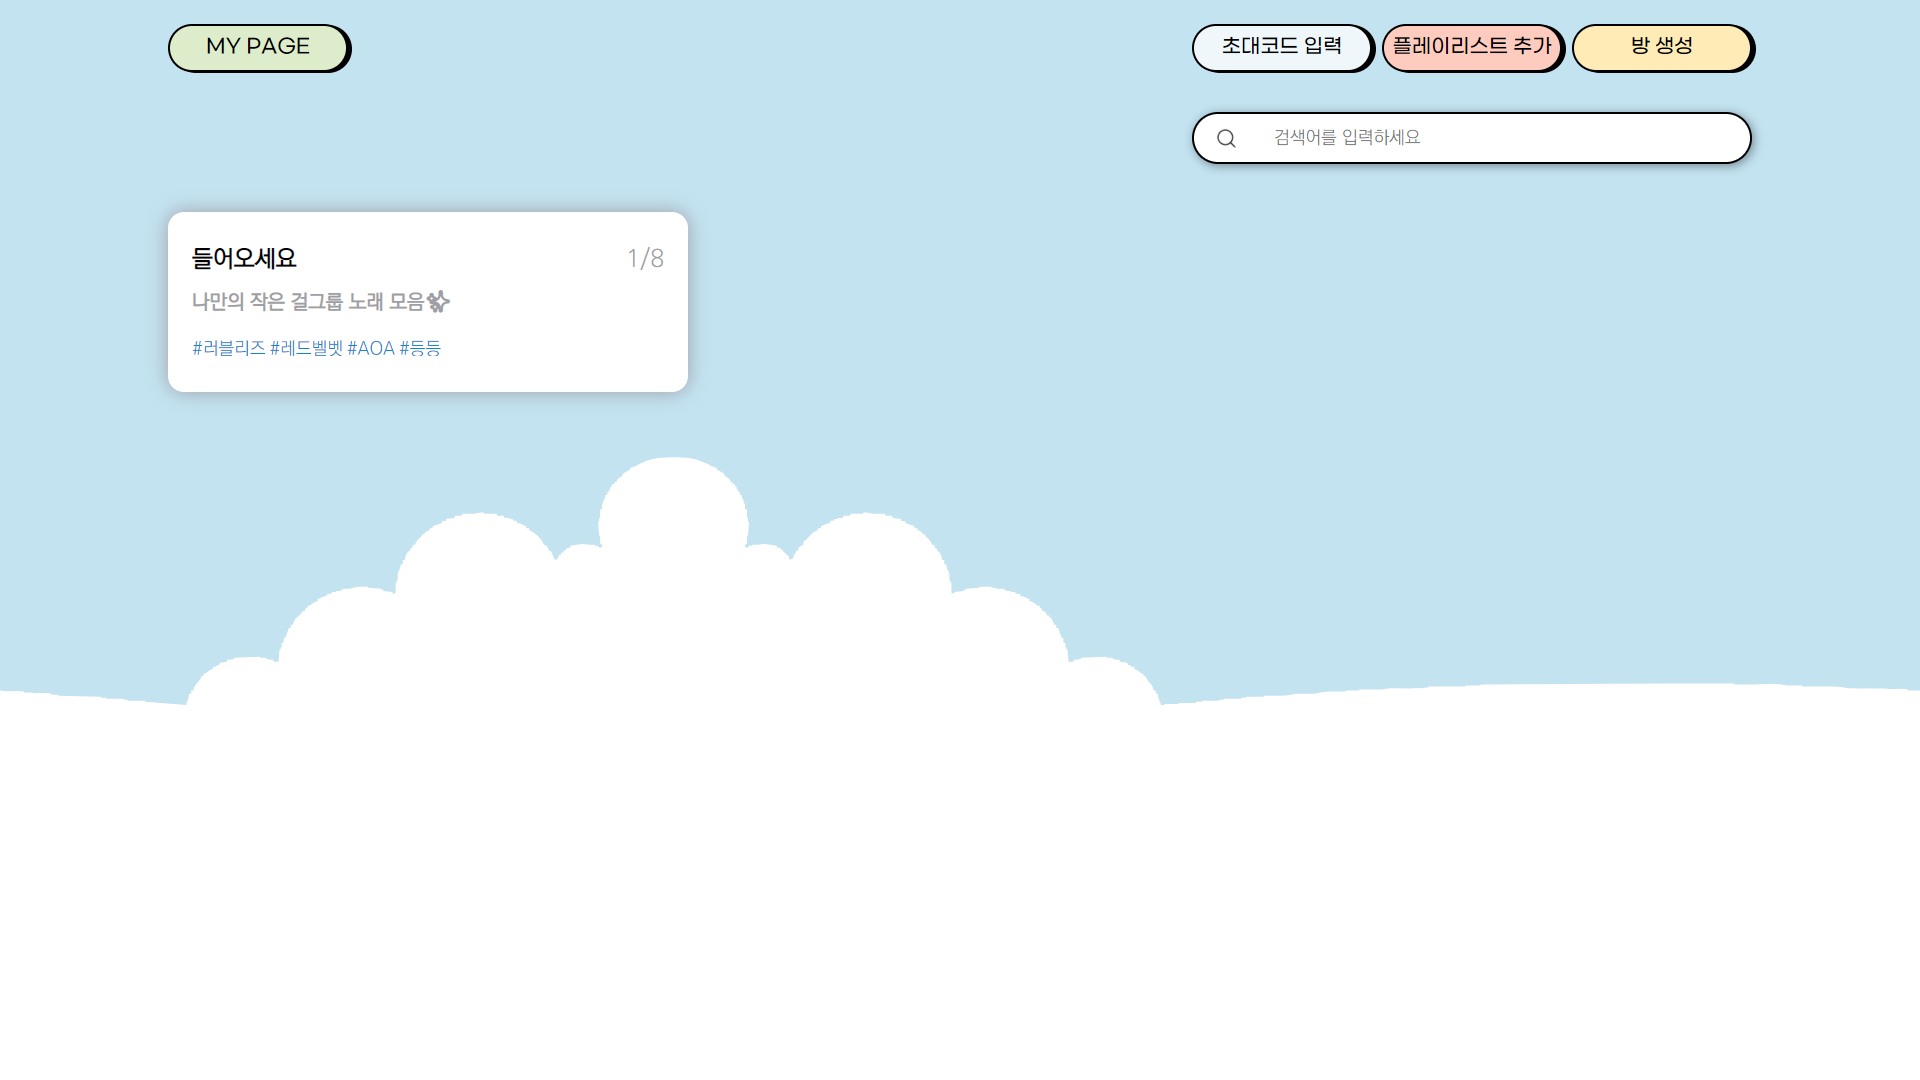 MY PAGE
초대코드 입력
플레이리스트 추가
방 생성
검색어를 입력하세요
들어오세요
1/8
나만의 작은 걸그룹 노래 모음✨
#러블리즈 #레드벨벳 #AOA #등등